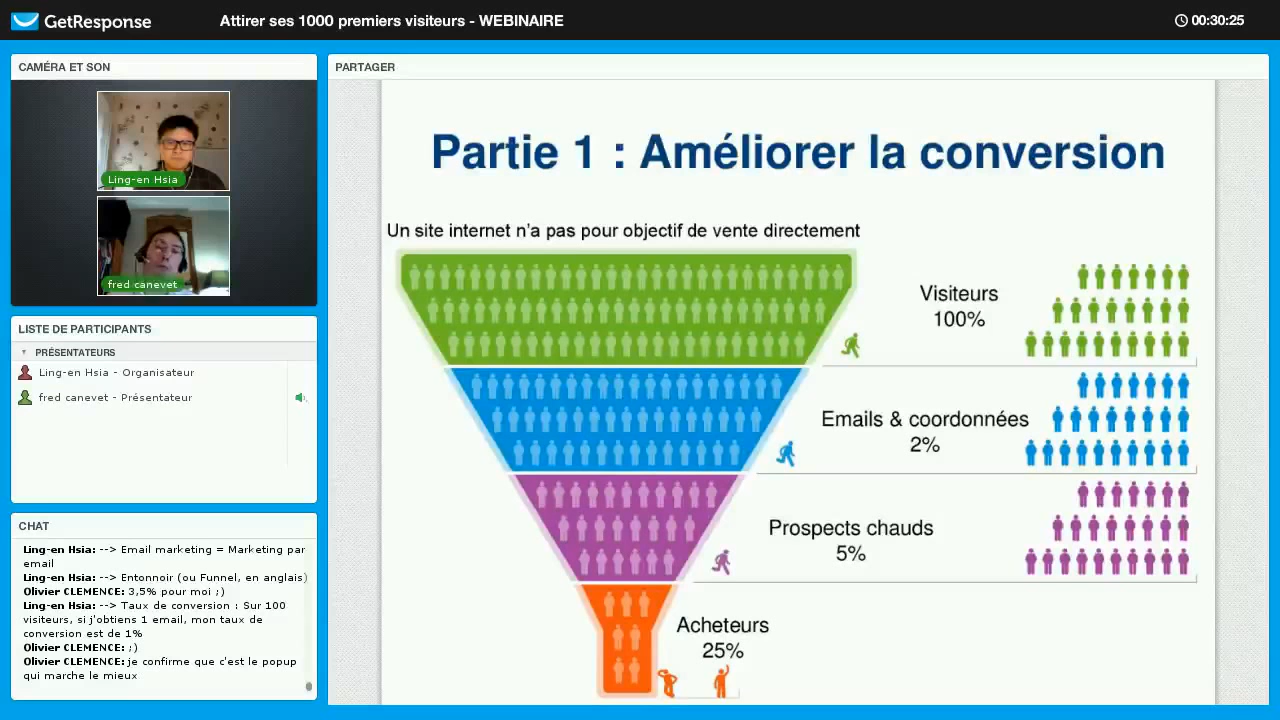 GetResponse
Attirer ses 1000 premiers visiteurs - WEBINAIRE
00:30:25
CAMÉRA ET SON
Ling-en Hsia
fred canevet
LISTE DE PARTICIPANTS
PRÉSENTATEURS
Ling-en Hsia - Organisateur
fred canevet - Présentateur
CHAT
Ling-en Hsia: --> Email marketing = Marketing par
email
Ling-en Hsia: --> Entonnoir (ou Funnel, en anglais)
Olivier CLEMENCE: 3,5% pour moi ;)
Ling-en Hsia: --> Taux de conversion : Sur 100
visiteurs, si j'obtiens 1 email, mon taux de
conversion est de 1%
Olivier CLEMENCE: ;)
Olivier CLEMENCE: je confirme que c'est le popup
qui marche le mieux
PARTAGER
Partie 1 : Améliorer la conversion
Un site internet n'a pas pour objectif de vente directement
Visiteurs
100%
Emails & coordonnées
2%
Prospects chauds
5%
Acheteurs
25%